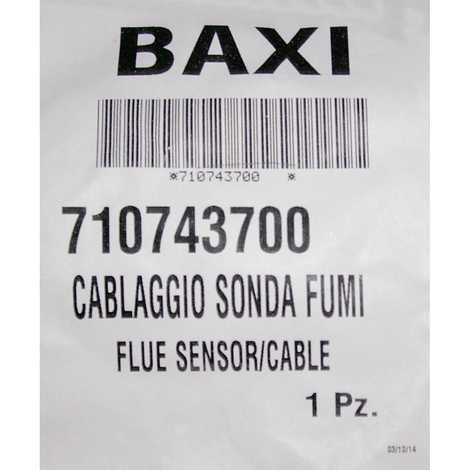 BAXI
*710743700 *
710743700
CABLAGGIO SONDA FUMI
FLUE SENSOR/CABLE
1 Pz.
03/13/14